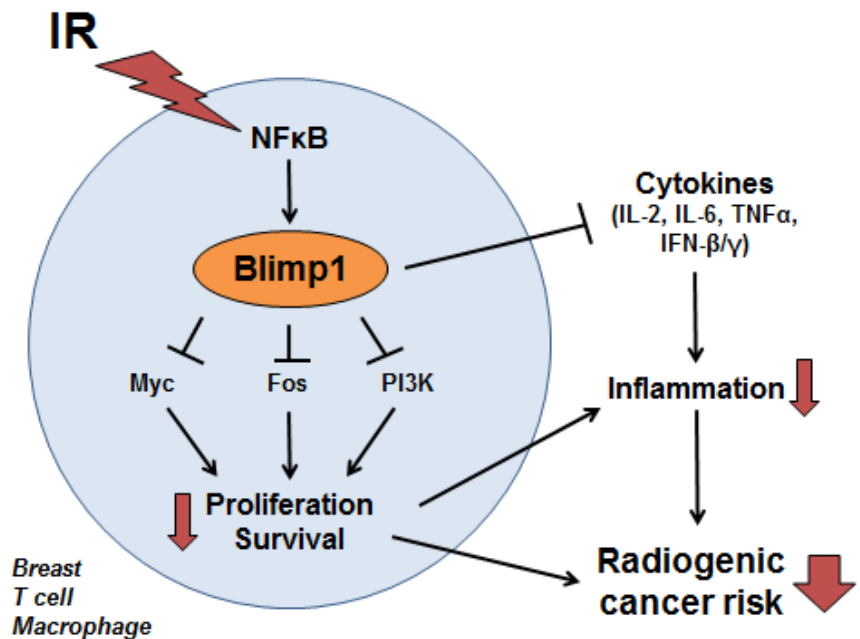 IR
NFκB
Blimp1
Cytokines
(IL-2, IL-6, TNFα,
IFN-β/γ)
Myc
Fos
PI3K
Inflammation
Proliferation
Survival
Radiogenic
cancer risk
Breast
T cell
Macrophage